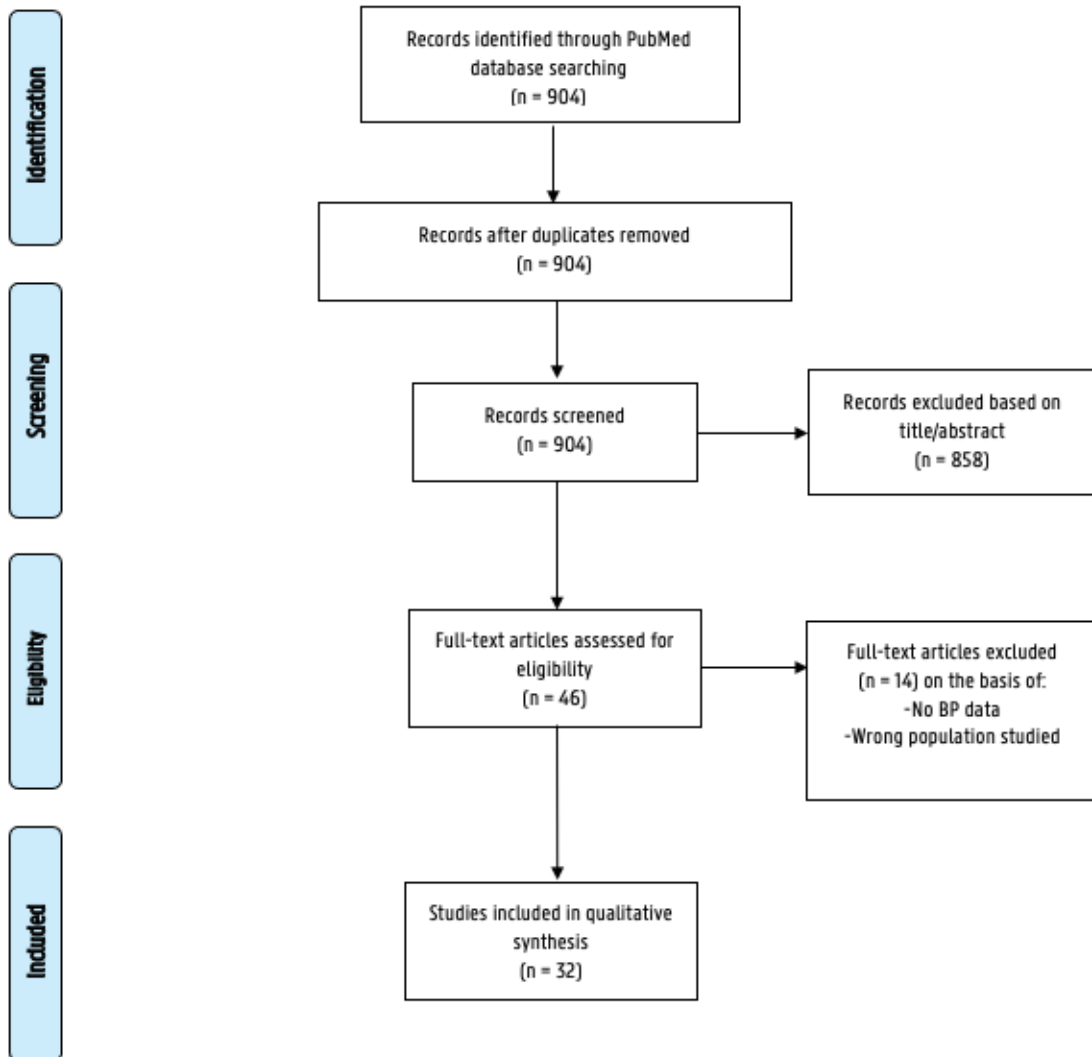 Identification
Records identified through PubMed
database searching
(n = 904)
Records after duplicates removed
(n = 904)
Screening
Records screened
(n = 904)
Records excluded based on
title/abstract
(n = 858)
Eligibility
Full-text articles assessed for
eligibility
(n = 46)
Full-text articles excluded
(n = 14) on the basis of:
-No BP data
-Wrong population studied
Included
Studies included in qualitative
synthesis
(n = 32)